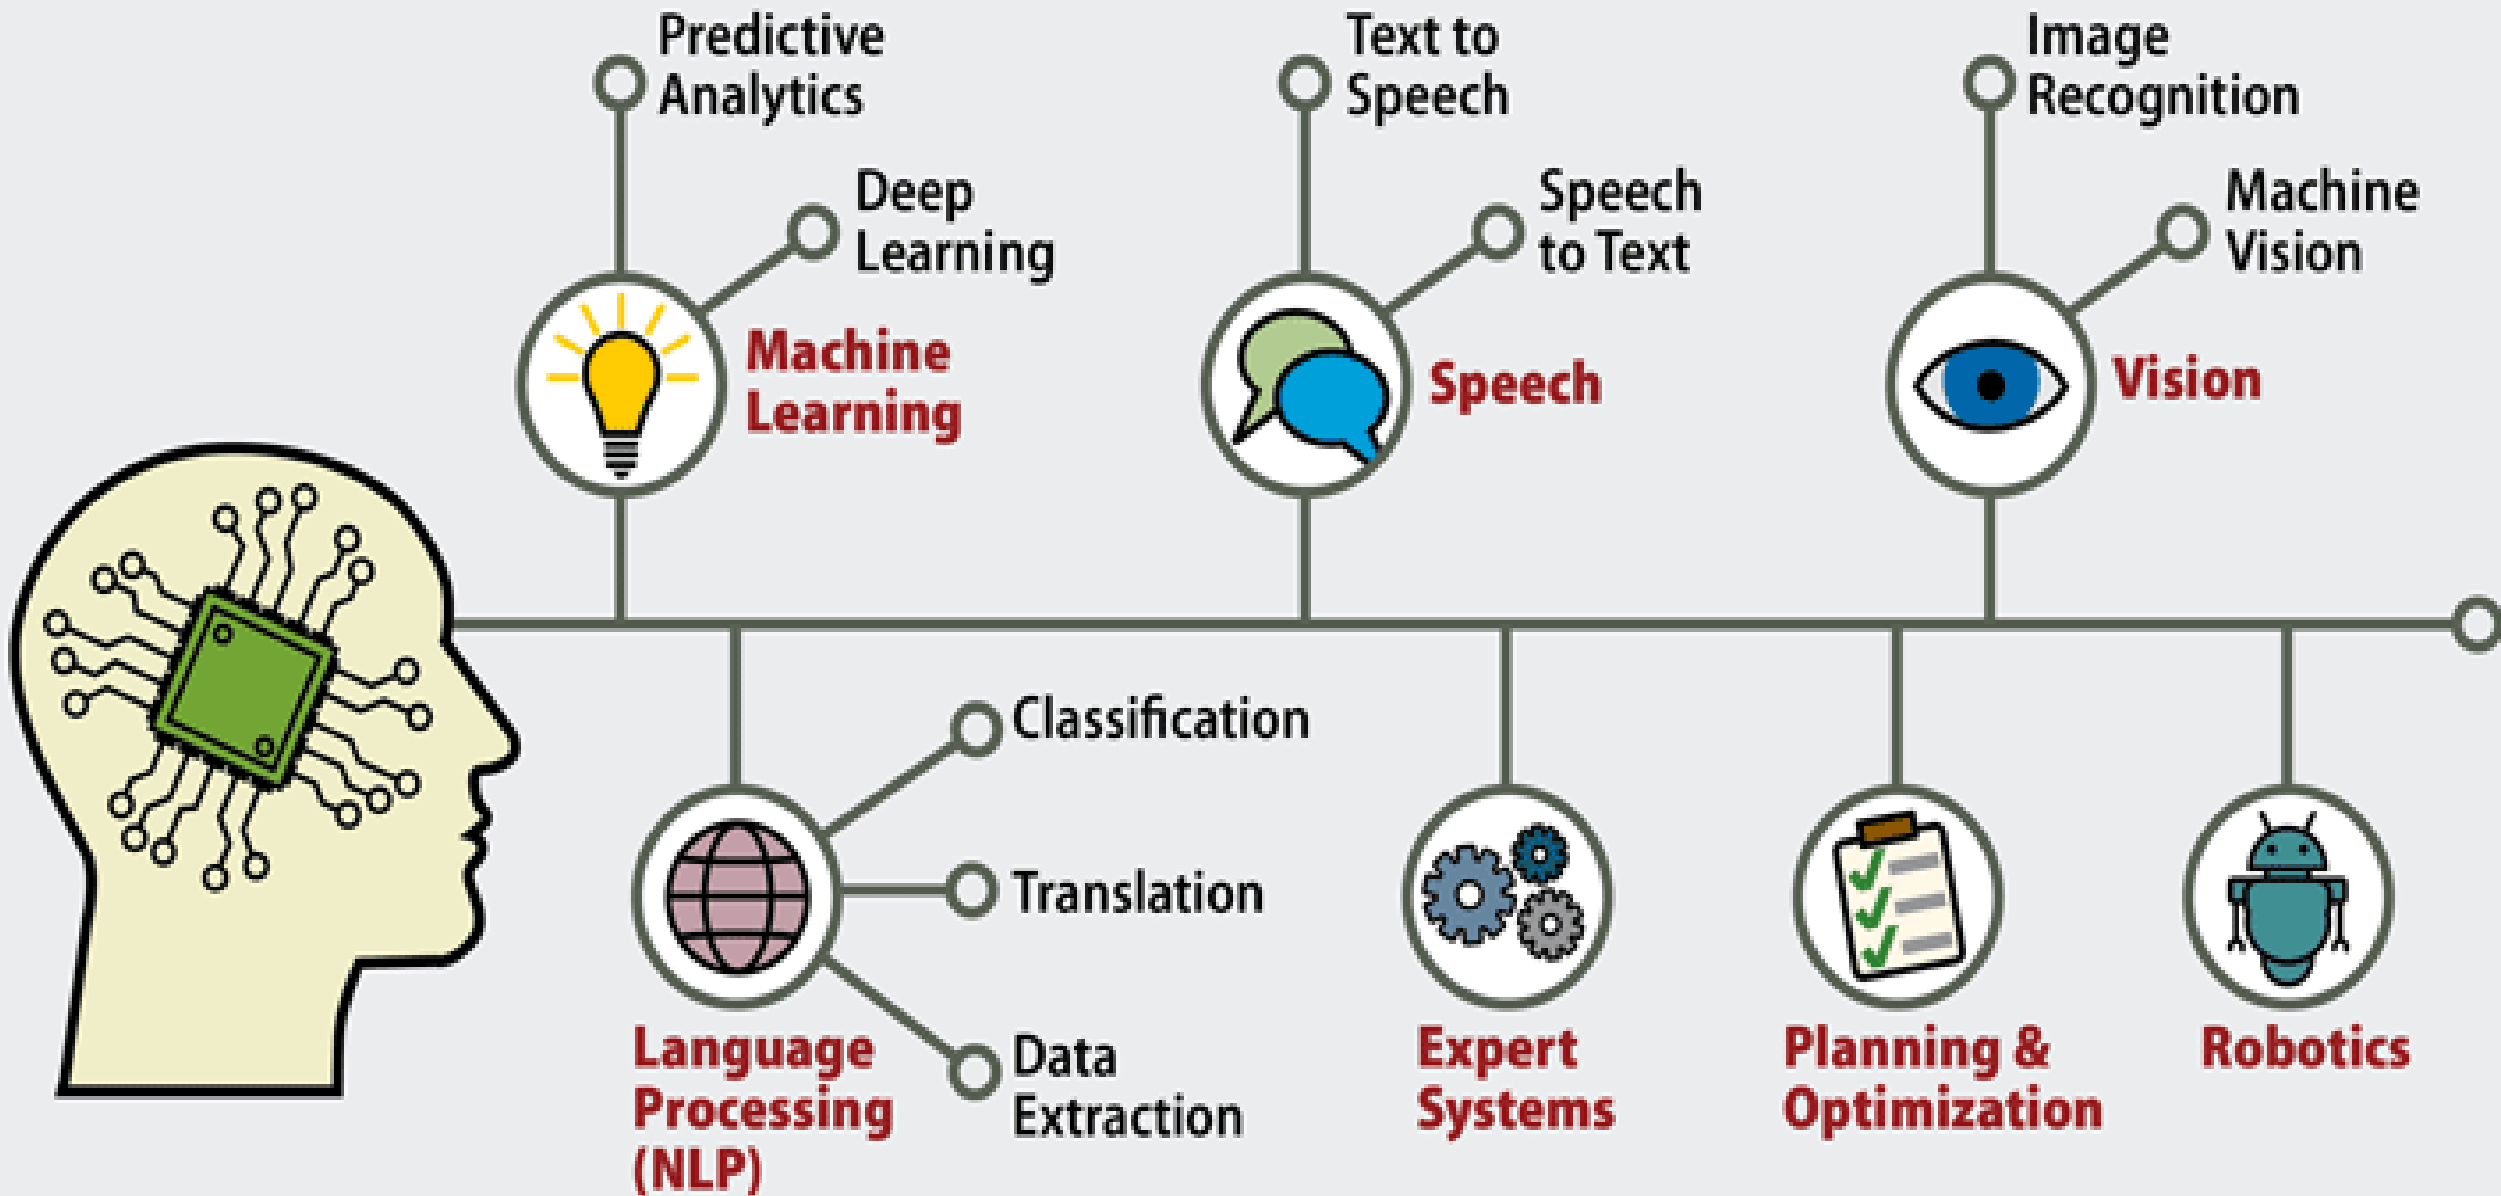 Predictive
Analytics
Deep
Learning
Machine
Learning
Text to
Speech
Speech
to Text
Speech
Image
Recognition
Machine
Vision
Vision
Classification
Translation
Data
Extraction
Language
Processing
(NLP)
Expert
Systems
Planning &
Optimization
Robotics